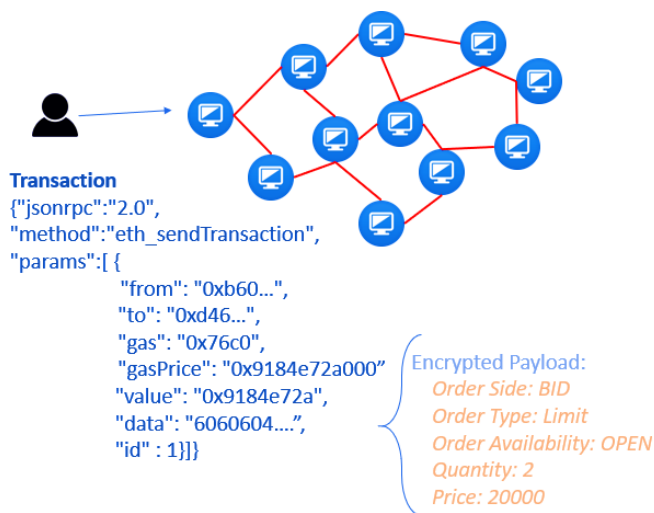 Transaction
{"jsonrpc":"2.0",
"method":"eth_sendTransaction",
"params":[ {
"from": "0xb60...",
"to": "0xd46...",
"gas": "0x76c0",
"gasPrice": "0x9184e72a000”
"value": "0x9184e72a",
"data": "6060604....”,
"id" : 1}]}
Encrypted Payload:
Order Side: BID
Order Type: Limit
Order Availability: OPEN
Quantity: 2
Price: 20000